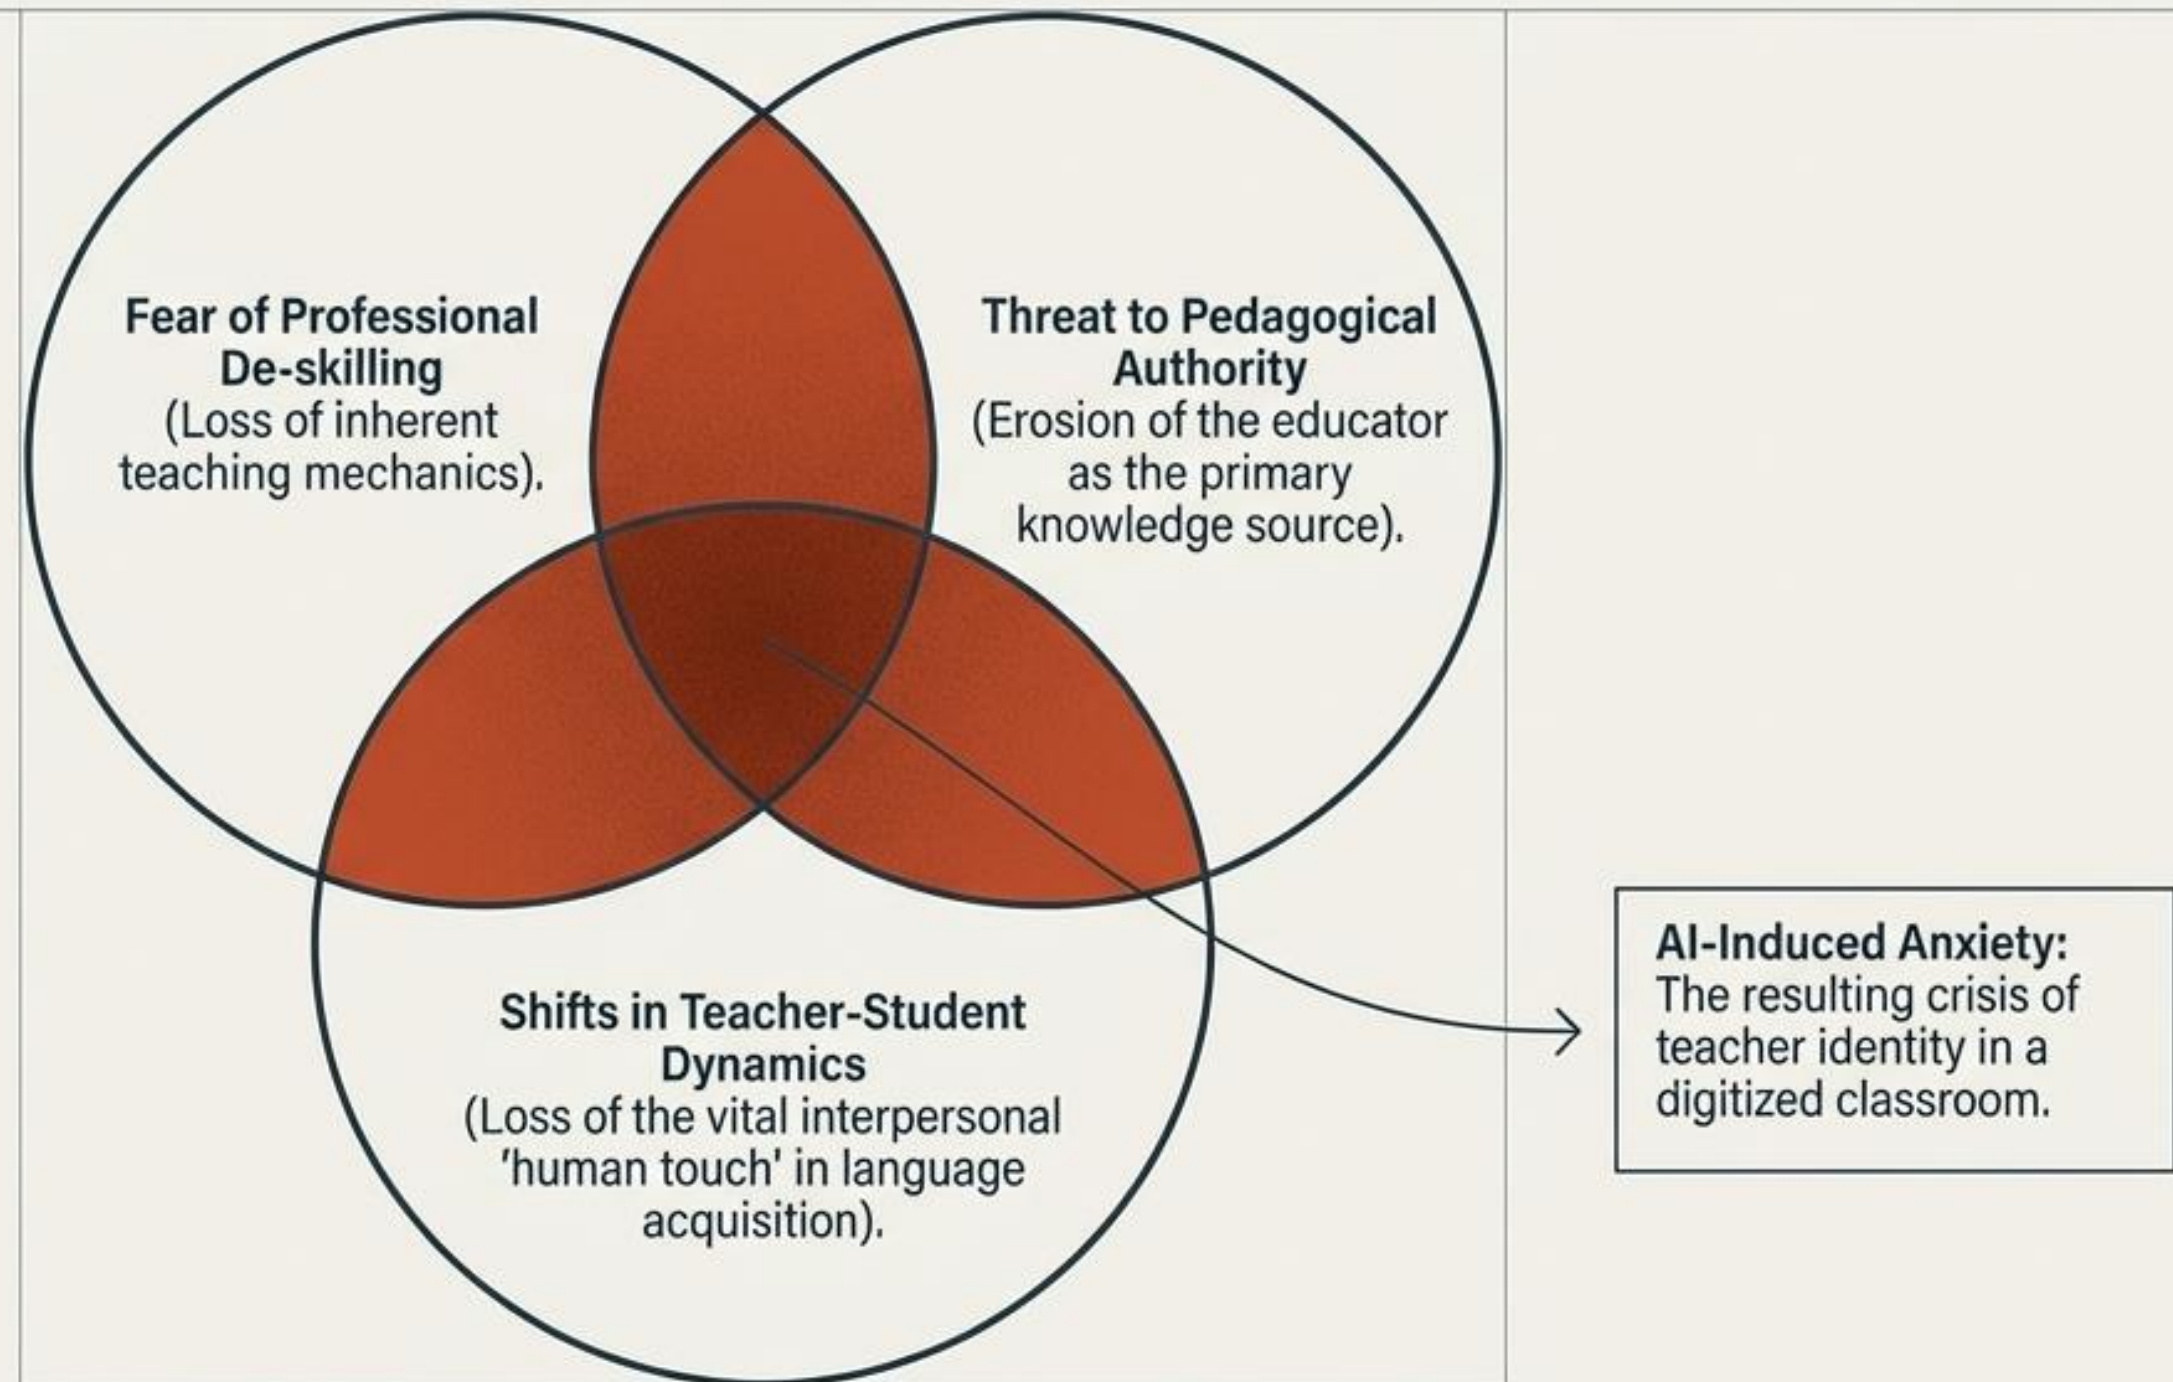 Fear of Professional
De-skilling
(Loss of inherent
teaching mechanics).
Threat to Pedagogical
Authority
(Erosion of the educator
as the primary
knowledge source).
Shifts in Teacher-Student
Dynamics
(Loss of the vital interpersonal
'human touch' in language
acquisition).
AI-Induced Anxiety:
The resulting crisis of
teacher identity in a
digitized classroom.